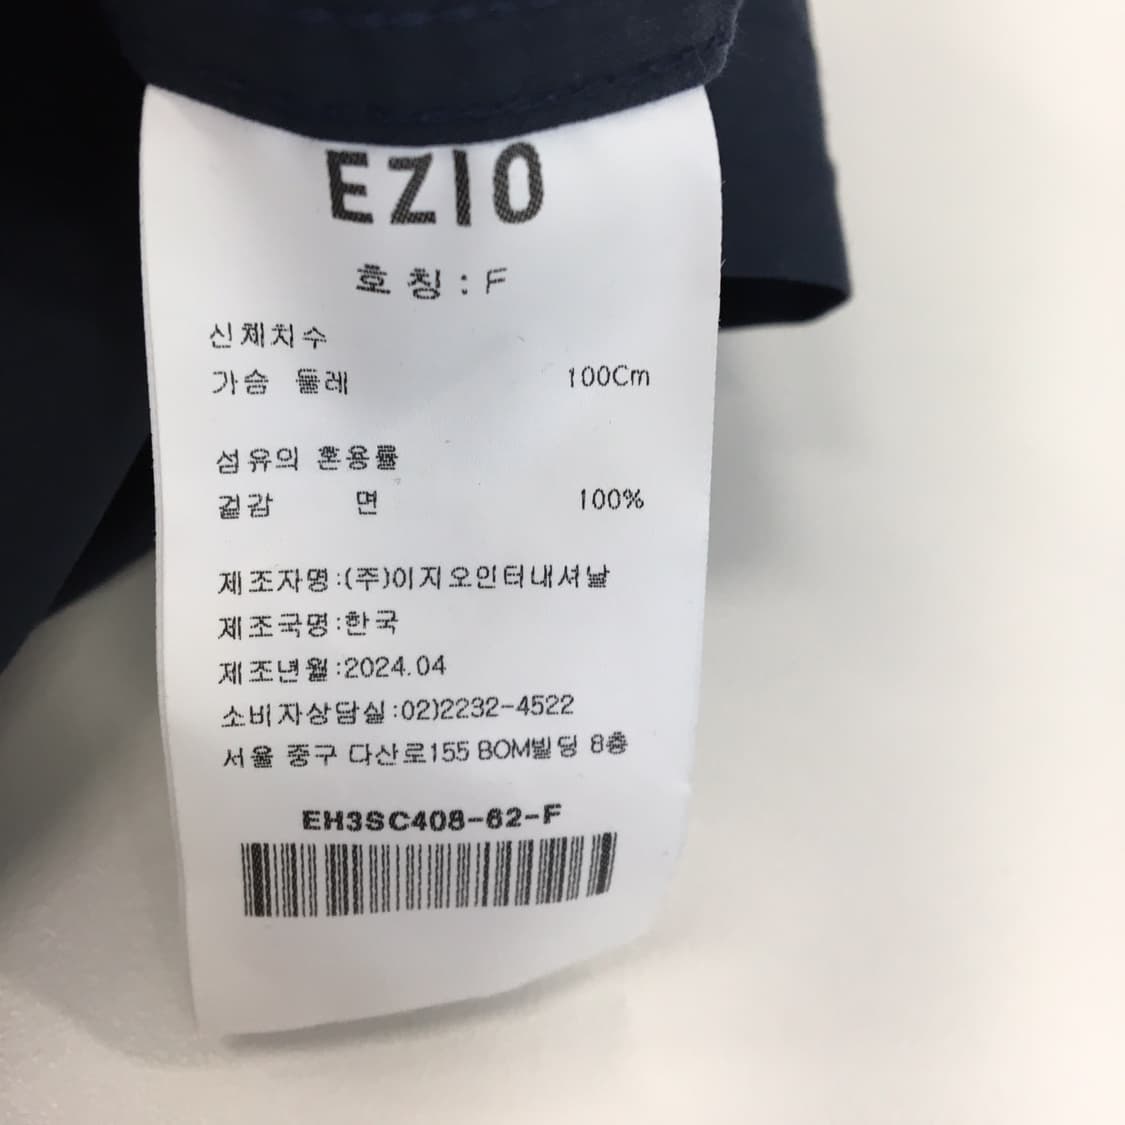 EZIO
호칭 : F
신체치수
가슴 둘레 100Cm
섬유의 혼용률
겉감 면 100%
제조자명:(주)이지오인터내셔날
제조국명:한국
제조년월:2024.04
소비자상담실:02)2232-4522
서울 중구 다산로155 BOM빌딩 8층
EH3SC408-62-F